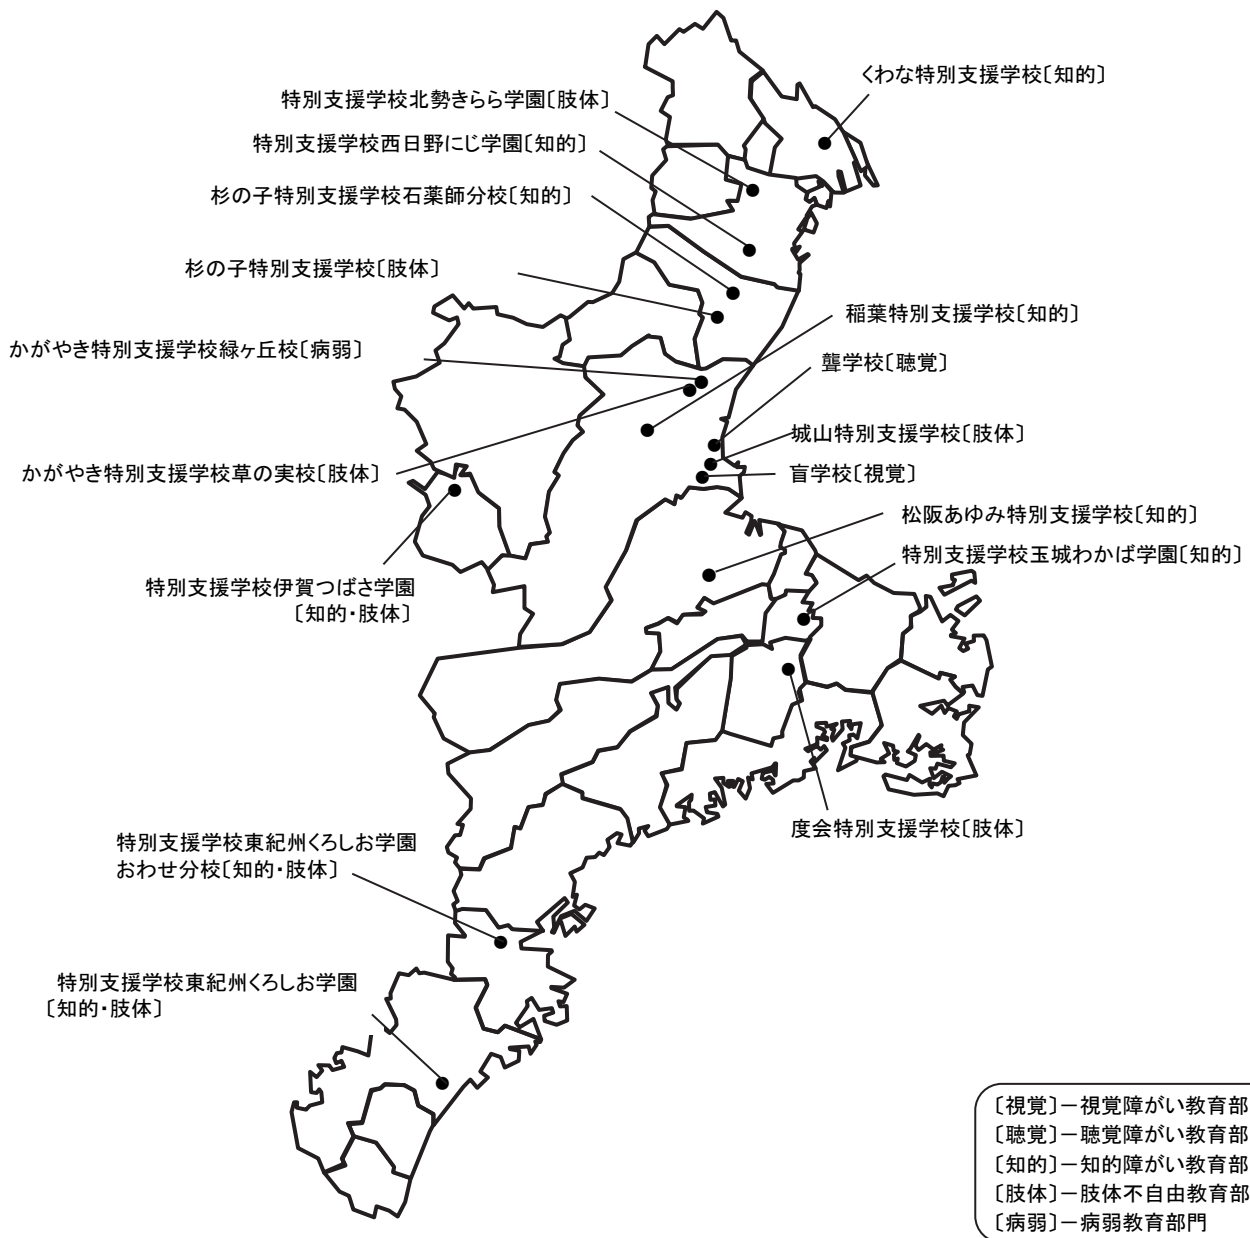 くわな特別支援学校〔知的〕
特別支援学校北勢きらら学園〔肢体〕
特別支援学校西日野にじ学園〔知的〕
杉の子特別支援学校石薬師分校〔知的〕
杉の子特別支援学校〔肢体〕
稲葉特別支援学校〔知的〕
かがやき特別支援学校緑ヶ丘校〔病弱〕
聾学校〔聴覚〕
城山特別支援学校〔肢体〕
かがやき特別支援学校草の実校〔肢体〕
盲学校〔視覚〕
松阪あゆみ特別支援学校〔知的〕
特別支援学校玉城わかば学園〔知的〕
特別支援学校伊賀つばさ学園
〔知的・肢体〕
度会特別支援学校〔肢体〕
特別支援学校東紀州くろしお学園
おわせ分校〔知的・肢体〕
特別支援学校東紀州くろしお学園
〔知的・肢体〕
〔視覚〕－視覚障がい教育部
〔聴覚〕－聴覚障がい教育部
〔知的〕－知的障がい教育部
〔肢体〕－肢体不自由教育部
〔病弱〕－病弱教育部門